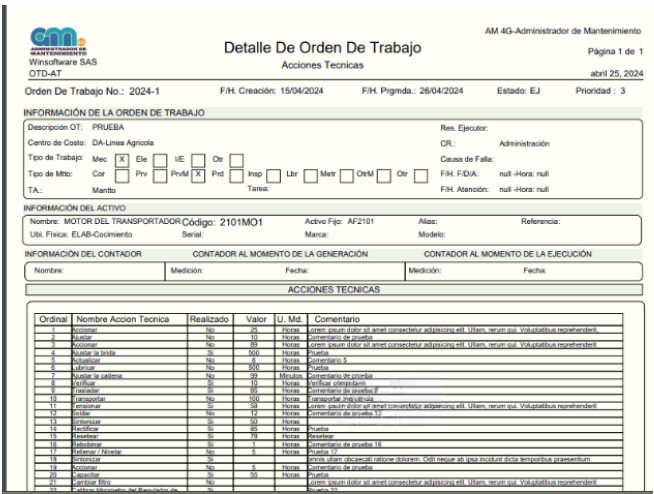 AM 4G-Administrador de Mantenimiento
GM
ADMINISTRADOR DE MANTENIMIENTO
Winsoftware SAS
OTD-AT
Detalle De Orden De Trabajo
Acciones Tecnicas
Página 1 de 1
abril 25, 2024
Orden De Trabajo No.: 2024-1 F/H. Creación: 15/04/2024 F/H. Prgmda.: 26/04/2024 Estado: EJ Prioridad : 3
INFORMACIÓN DE LA ORDEN DE TRABAJO
Descripción OT: PRUEBA Res. Ejecutor:
Centro de Costo: DA-Linea Agricola CR.: Administración
Tipo de Trabajo: Mec X Ele I/E Otr Causa de Falla:
Tipo de Mtto: Cor Prv PrvM X Prd Insp Lbr Metr OtrM Otr F/H. F/D/A: null -Hora: null
TA.: Mantto Tarea: F/H. Atención: null -Hora: null
INFORMACIÓN DEL ACTIVO
Nombre: MOTOR DEL TRANSPORTADOR Código: 2101MO1 Activo Fijo: AF2101 Alias: Referencia:
Ubi. Física: ELAB-Cocimiento Serial: Marca: Modelo:
INFORMACIÓN DEL CONTADOR CONTADOR AL MOMENTO DE LA GENERACIÓN CONTADOR AL MOMENTO DE LA EJECUCIÓN
Nombre: Medición: Fecha: Medición: Fecha:
ACCIONES TECNICAS
Ordinal Nombre Accion Tecnica Realizado Valor U. Md. Comentario
1 Accionar No 25 Horas Lorem ipsum dolor sit amet consectetur adipisicing elit. Ullam, rerum qui. Voluptatibus reprehenderit,
2 Ajustar No 10 Horas Comentario de prueba
3 Accionar No 89 Horas Lorem ipsum dolor sit amet consectetur adipisicing elit. Ullam, rerum qui. Voluptatibus reprehenderit
4 Ajustar la brida Si 500 Horas Prueba
5 Actualizar No 8 Horas Comentario 5
6 Lubricar No 500 Horas Prueba
7 Ajustar la cadena No 99 Minutos Comentario de prueba
8 Verificar Si 10 Horas Verificar
9 Trasladar Si 85 Horas Comentario de prueba
10 Transportar No 100 Horas Transportar
11 Tensionar Si 58 Horas Lorem ipsum dolor sit amet consectetur adipisicing elit. Ullam, rerum qui. Voluptatibus reprehenderit
12 Soldar No 12 Horas Comentario de prueba 12
13 Sintonizar Si 50 Horas
14 Rectificar Si 85 Horas Prueba
15 Resetear Si 78 Horas Resetear
16 Rebobinar Si 1 Horas Comentario de prueba 16
17 Rellenar / Nivelar No 5 Horas Prueba 17
18 Sintonizar Si omnis ullam obcaecati ratione dolorem. Odit neque ab ipsa incidunt dicta temporibus praesentium
19 Accionar No 5 Horas Comentario de prueba
20 Capacitar Si 55 Horas Prueba
21 Cambiar filtro No Lorem ipsum dolor sit amet consectetur adipisicing elit. Ullam, rerum qui. Voluptatibus reprehenderit
22 Calibrar Manometro del Regulador de Si Prueba 22